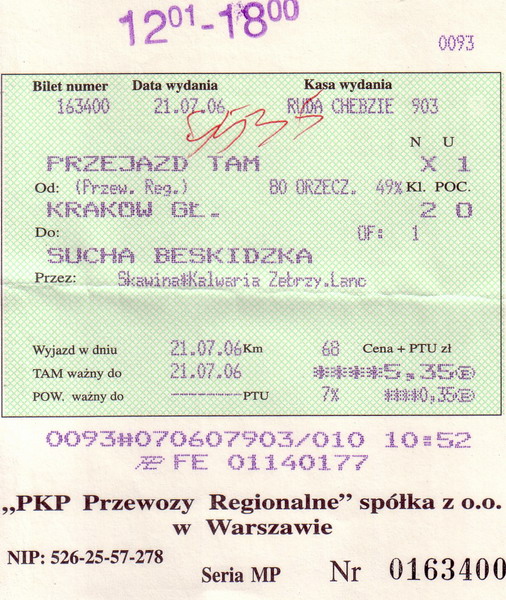 12⁰¹-18⁰⁰
0093
Bilet numer Data wydania Kasa wydania
163400 21.07.06 RUDA CHEBZIE 903
N U
PRZEJAZD TAM X 1
Od: (Przew. Reg.) 80 ORZECZ. 49% Kl. POC.
KRAKÓW GŁ. 2 0
Do: OF: 1
SUCHA BESKIDZKA
Przez: Skawina*Kalwaria Zebrzy.Lanc
Wyjazd w dniu 21.07.06 Km 68 Cena + PTU zł
TAM ważny do 21.07.06 ****5,35Ⓔ
POW. ważny do -------- PTU 7% ***0,35Ⓔ
0093#070607903/010 10:52
FE 01140177
„PKP Przewozy Regionalne” spółka z o.o.
w Warszawie
NIP: 526-25-57-278
Seria MP Nr 0163400